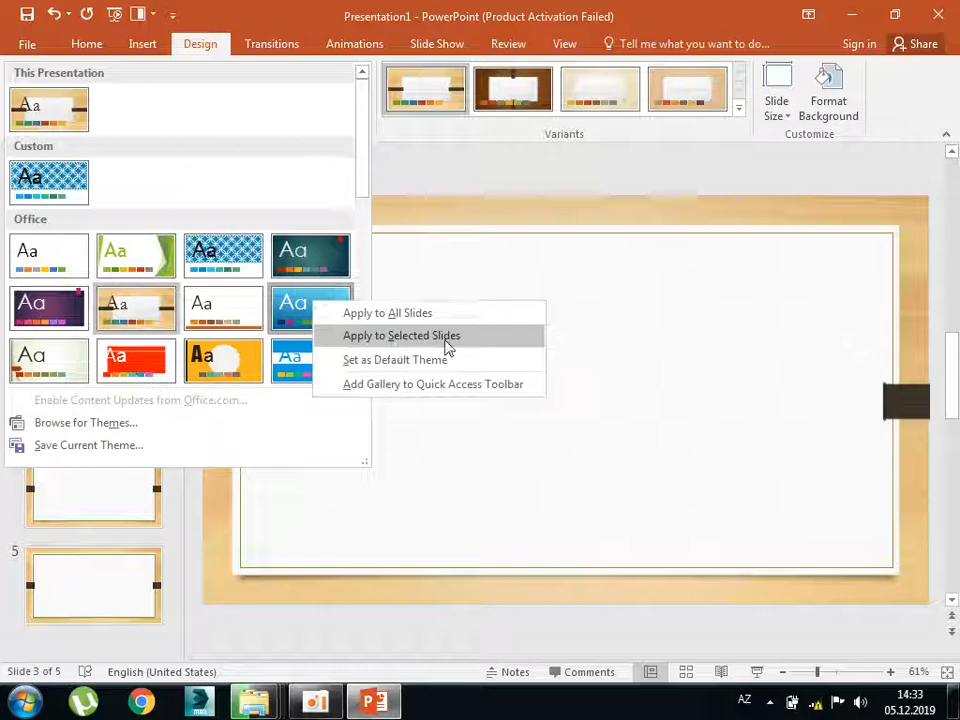 Presentation1 - PowerPoint (Product Activation Failed)
File Home Insert Design Transitions Animations Slide Show Review View Tell me what you want to do... Sign in Share
This Presentation
Aa
Custom
Aa
Office
Aa Aa Aa Aa
Aa Aa Aa Aa
Aa Aa Aa Aa
Enable Content Updates from Office.com...
Browse for Themes...
Save Current Theme...
Apply to All Slides
Apply to Selected Slides
Set as Default Theme
Add Gallery to Quick Access Toolbar
Variants
Slide Size
Format Background
Customize
5
Slide 3 of 5 English (United States) Notes Comments 61%
AZ
14:33
05.12.2019